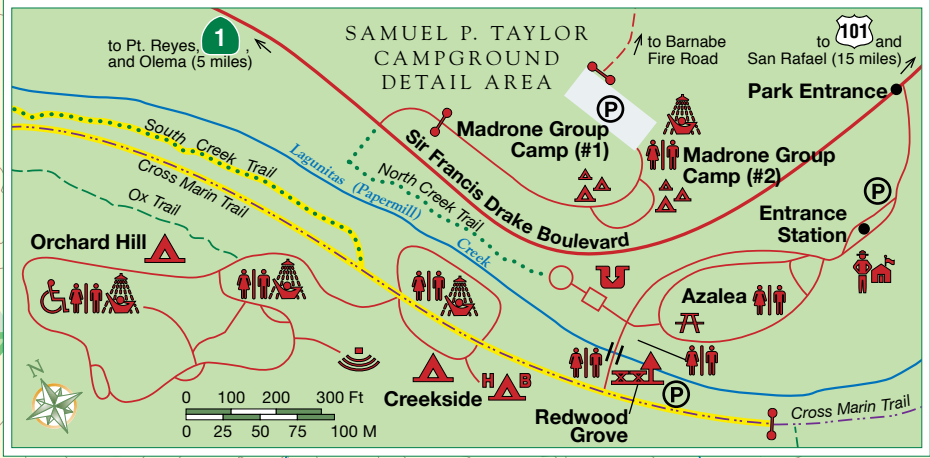 SAMUEL P. TAYLOR
CAMPGROUND
DETAIL AREA
to Pt. Reyes, 1 ,
and Olema (5 miles)
to Barnabe
Fire Road
to 101 and
San Rafael (15 miles)
Park Entrance
P
Madrone Group
Camp (#1)
Madrone Group
Camp (#2)
Sir Francis Drake Boulevard
South Creek Trail
Cross Marin Trail
Ox Trail
Lagunitas (Papermill) Creek
North Creek Trail
P
Entrance
Station
Orchard Hill
Azalea
Creekside
H B
Redwood
Grove
P
Cross Marin Trail
N
0 100 200 300 Ft
0 25 50 75 100 M